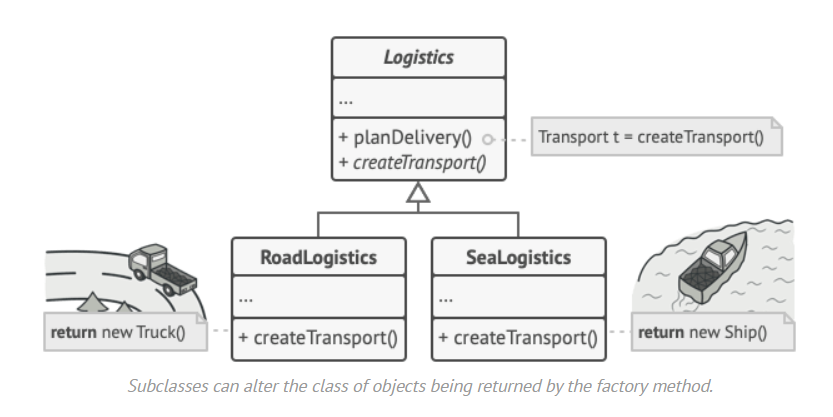 Logistics
...
+ planDelivery()
+ createTransport()
Transport t = createTransport()
RoadLogistics
...
+ createTransport()
return new Truck()
SeaLogistics
...
+ createTransport()
return new Ship()
Subclasses can alter the class of objects being returned by the factory method.